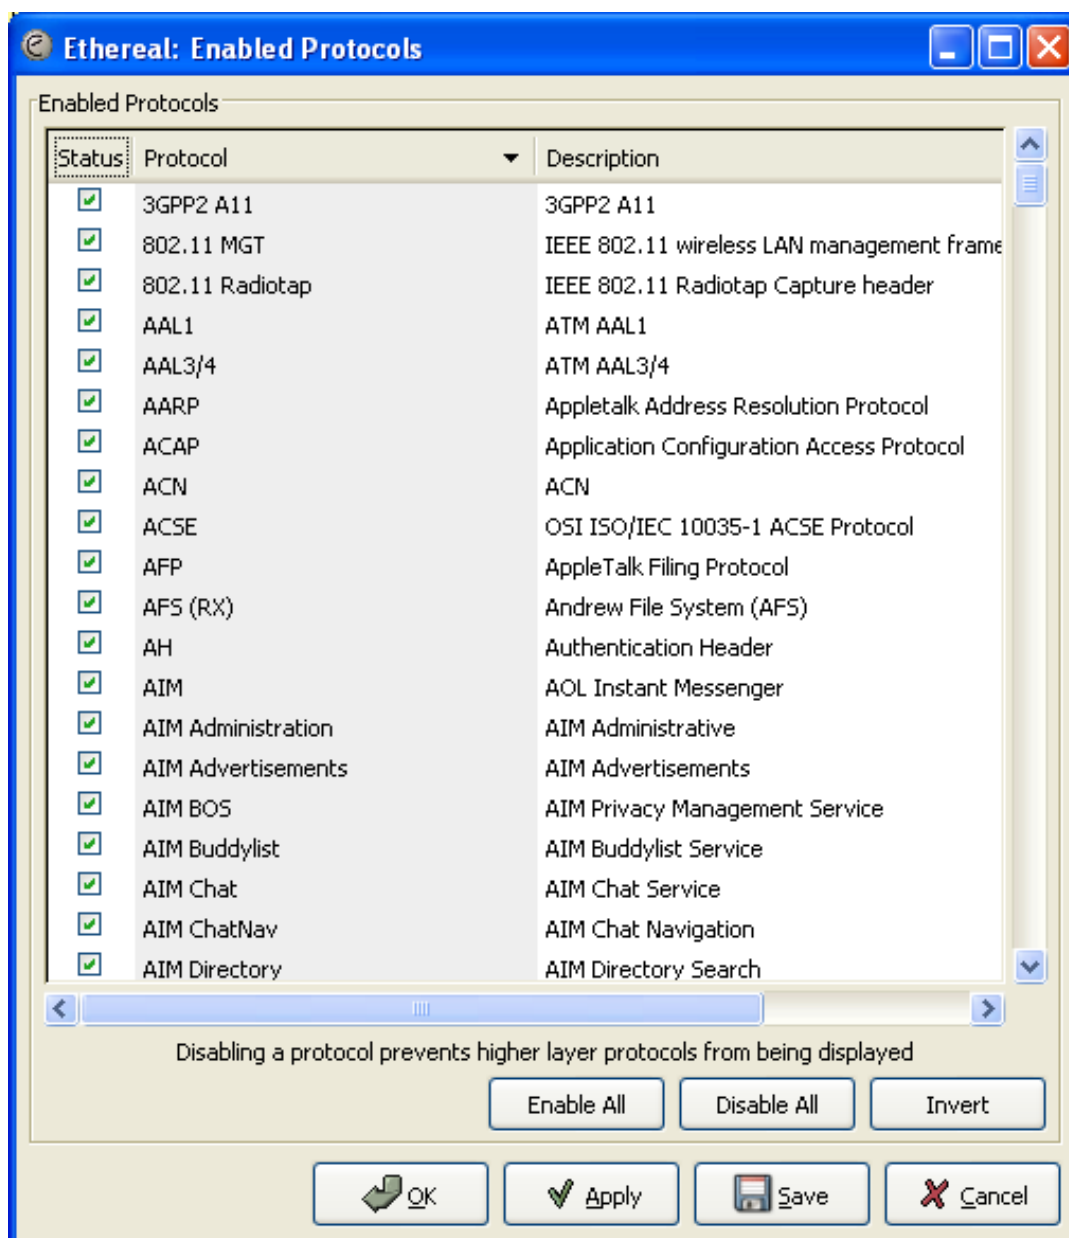 Ethereal: Enabled Protocols
Enabled Protocols
Status Protocol Description
3GPP2 A11 3GPP2 A11
802.11 MGT IEEE 802.11 wireless LAN management frame
802.11 Radiotap IEEE 802.11 Radiotap Capture header
AAL1 ATM AAL1
AAL3/4 ATM AAL3/4
AARP Appletalk Address Resolution Protocol
ACAP Application Configuration Access Protocol
ACN ACN
ACSE OSI ISO/IEC 10035-1 ACSE Protocol
AFP AppleTalk Filing Protocol
AFS (RX) Andrew File System (AFS)
AH Authentication Header
AIM AOL Instant Messenger
AIM Administration AIM Administrative
AIM Advertisements AIM Advertisements
AIM BOS AIM Privacy Management Service
AIM Buddylist AIM Buddylist Service
AIM Chat AIM Chat Service
AIM ChatNav AIM Chat Navigation
AIM Directory AIM Directory Search
Disabling a protocol prevents higher layer protocols from being displayed
Enable All Disable All Invert
OK Apply Save Cancel